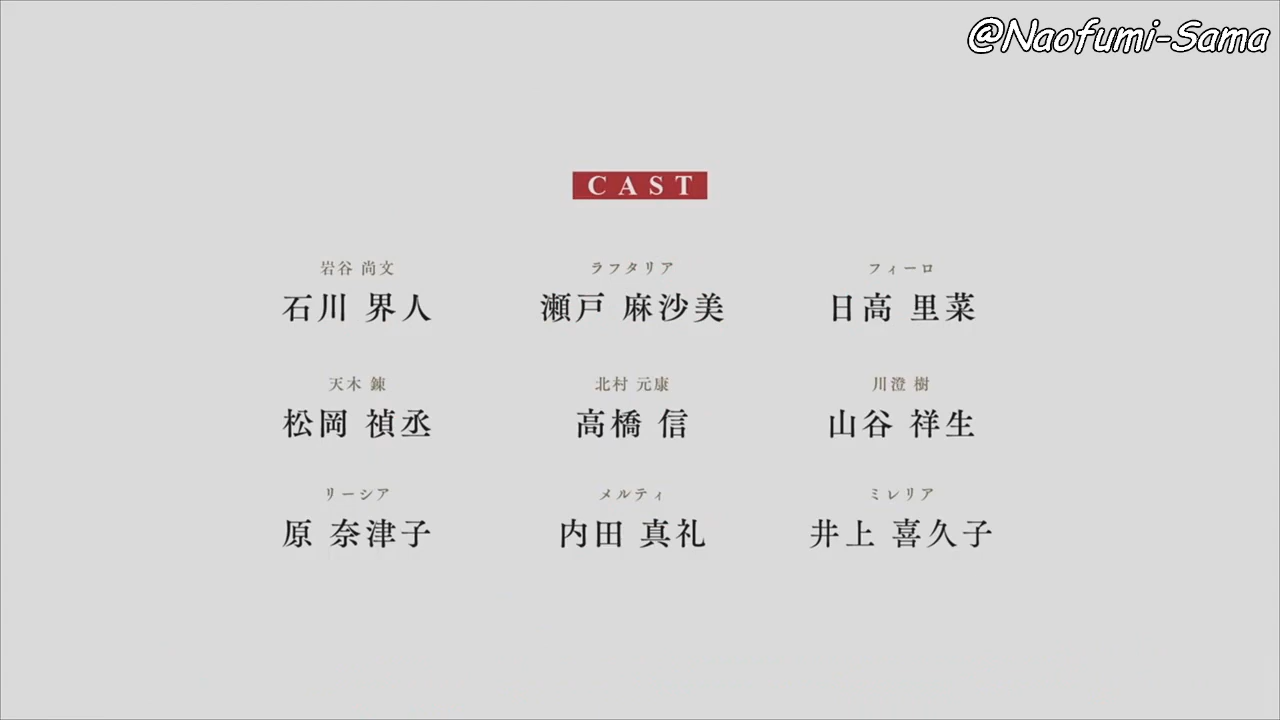 @Naofumi-Sama
CAST
岩谷 尚文 ラフタリア フィーロ
石川 界人 瀬戸 麻沙美 日高 里菜
天木 錬 北村 元康 川澄 樹
松岡 禎丞 高橋 信 山谷 祥生
リーシア メルティ ミレリア
原 奈津子 内田 真礼 井上 喜久子